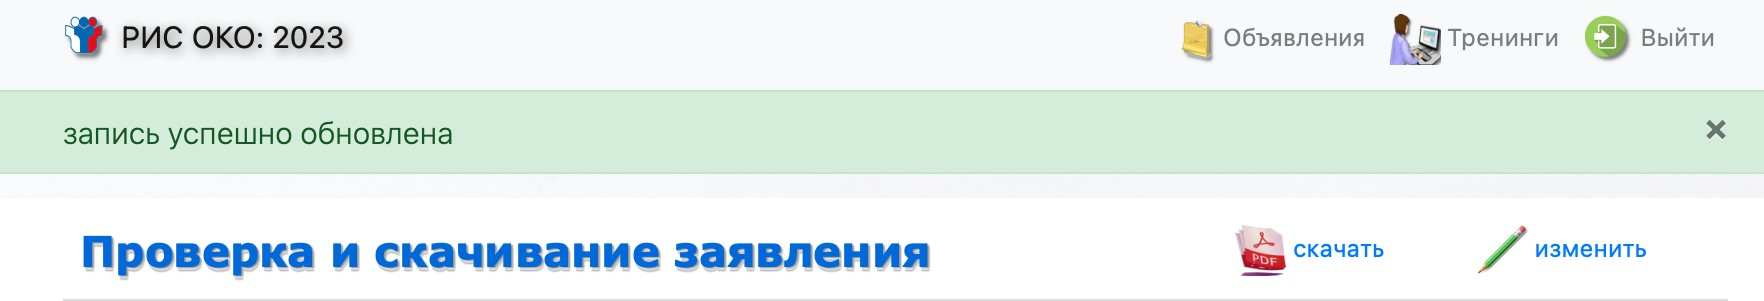 РИС ОКО: 2023 Объявления Тренинги Выйти
запись успешно обновлена ×
Проверка и скачивание заявления PDF скачать изменить